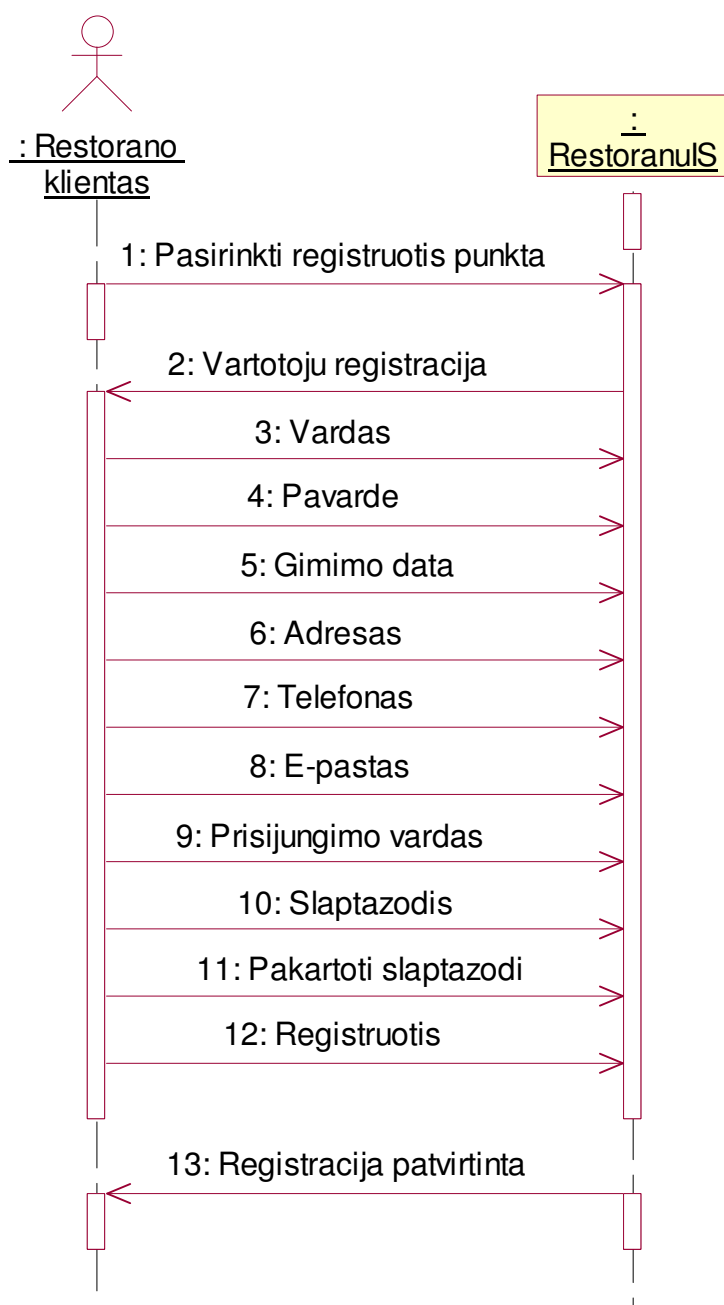 : Restorano
klientas
:
RestoranuIS
1: Pasirinkti registruotis punkta
2: Vartotoju registracija
3: Vardas
4: Pavarde
5: Gimimo data
6: Adresas
7: Telefonas
8: E-pastas
9: Prisijungimo vardas
10: Slaptazodis
11: Pakartoti slaptazodi
12: Registruotis
13: Registracija patvirtinta